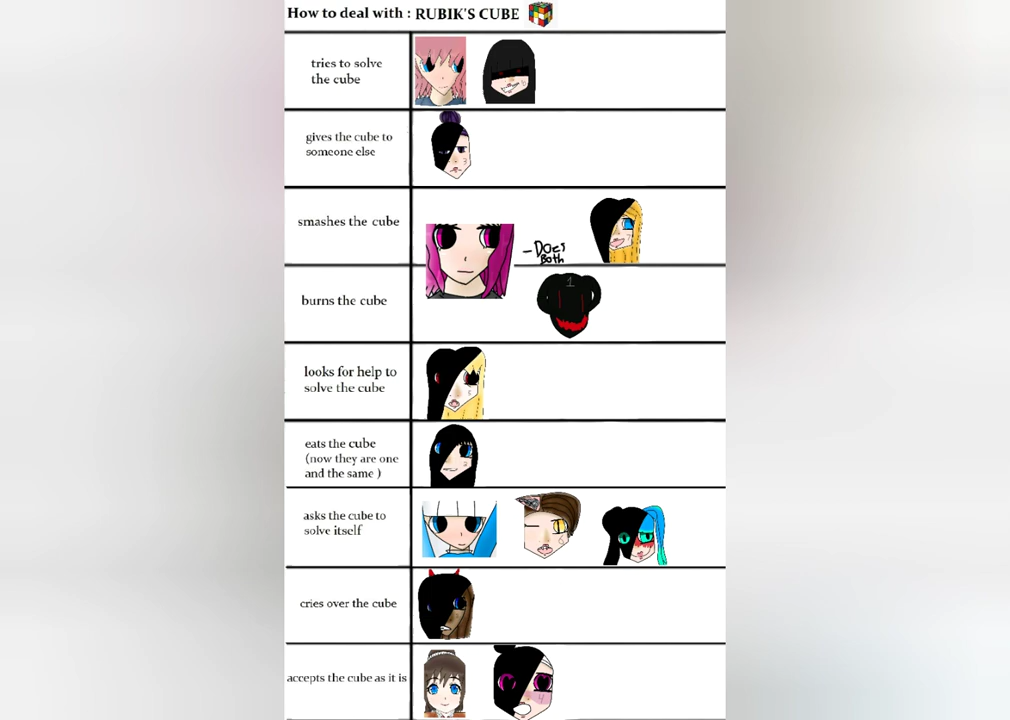 How to deal with : RUBIK'S CUBE
tries to solve
the cube
gives the cube to
someone else
smashes the cube
-DOES
Both
burns the cube
1
looks for help to
solve the cube
eats the cube
(now they are one
and the same )
asks the cube to
solve itself
cries over the cube
accepts the cube as it is